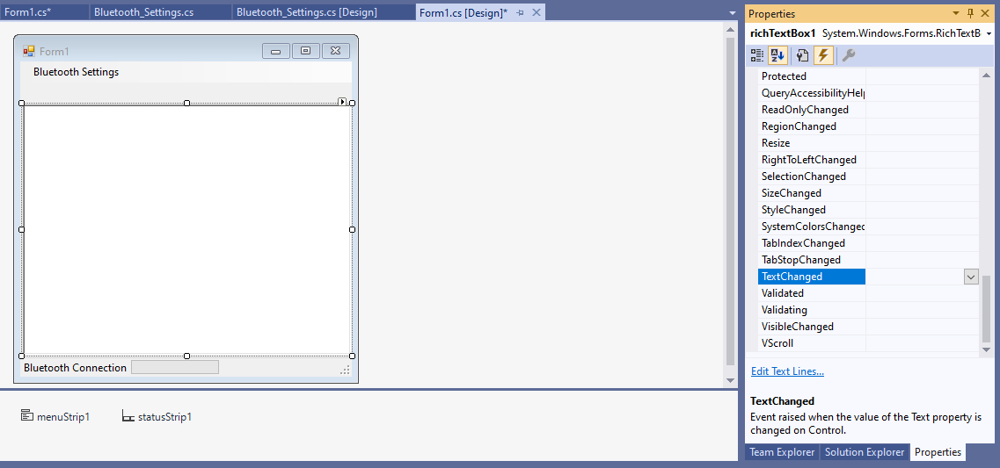 Form1.cs*
Bluetooth_Settings.cs
Bluetooth_Settings.cs [Design]
Form1.cs [Design]*
Form1
Bluetooth Settings
Bluetooth Connection
menuStrip1
statusStrip1
Properties
richTextBox1 System.Windows.Forms.RichTextB
Protected
QueryAccessibilityHelp
ReadOnlyChanged
RegionChanged
Resize
RightToLeftChanged
SelectionChanged
SizeChanged
StyleChanged
SystemColorsChanged
TabIndexChanged
TabStopChanged
TextChanged
Validated
Validating
VisibleChanged
VScroll
Edit Text Lines...
TextChanged
Event raised when the value of the Text property is
changed on Control.
Team Explorer
Solution Explorer
Properties